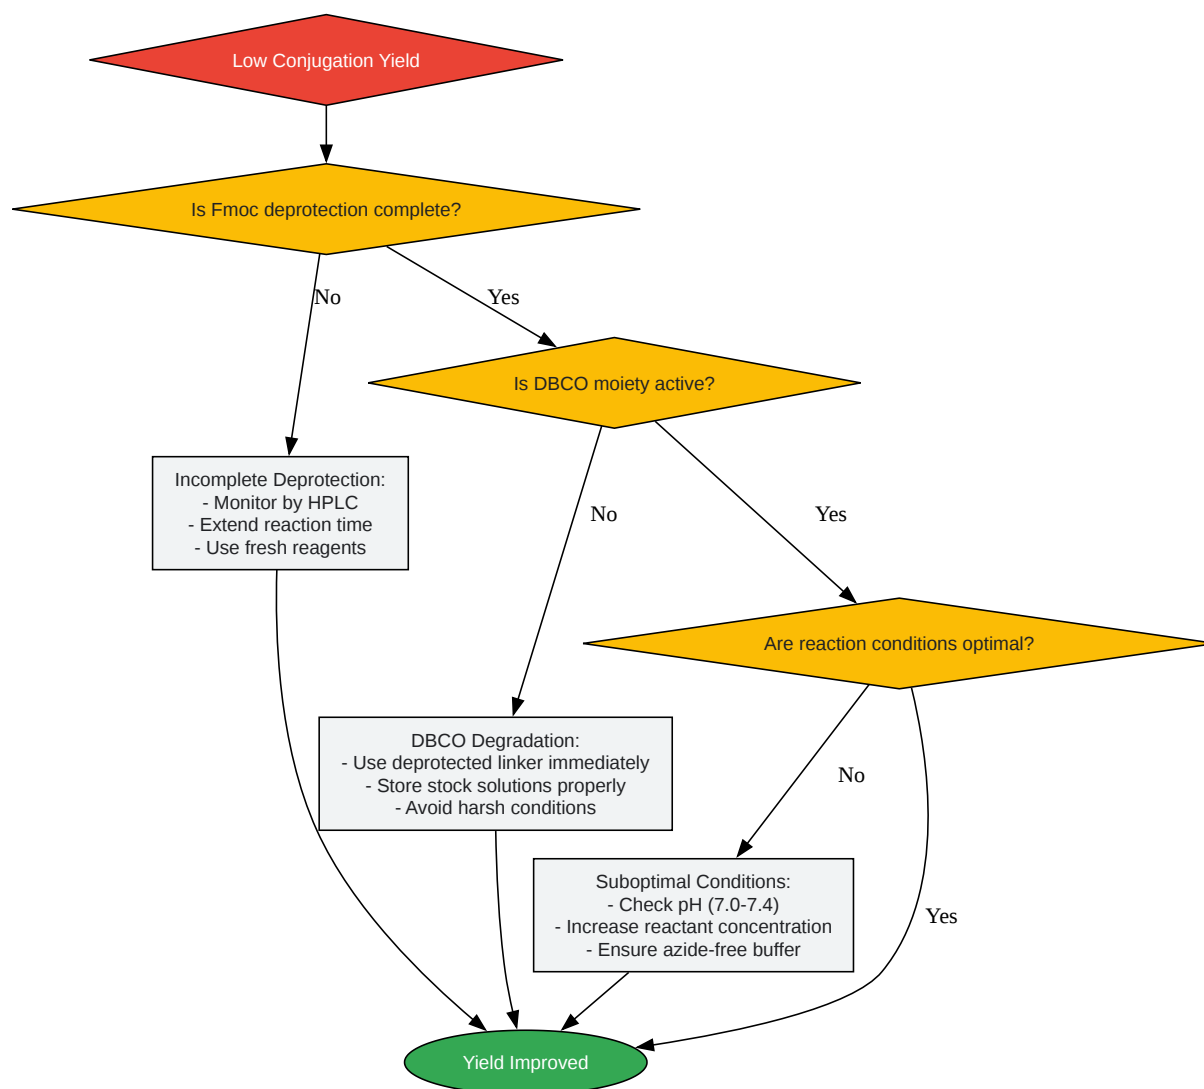 Low Conjugation Yield
Is Fmoc deprotection complete?
No
Yes
Is DBCO moiety active?
Incomplete Deprotection:
- Monitor by HPLC
- Extend reaction time
- Use fresh reagents
No
Yes
Are reaction conditions optimal?
DBCO Degradation:
- Use deprotected linker immediately
- Store stock solutions properly
- Avoid harsh conditions
No
Suboptimal Conditions:
- Check pH (7.0-7.4)
- Increase reactant concentration
- Ensure azide-free buffer
Yes
Yield Improved